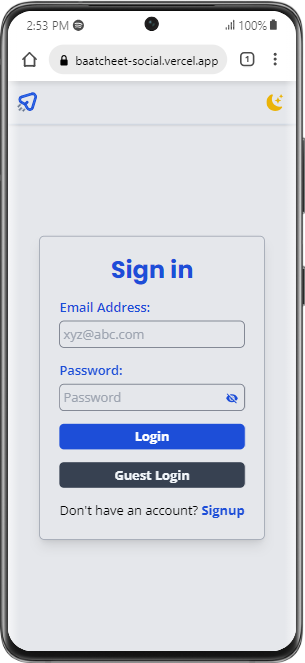 2:53 PM
100%
baatcheet-social.vercel.app
1
Sign in
Email Address:
xyz@abc.com
Password:
Password
Login
Guest Login
Don't have an account? Signup